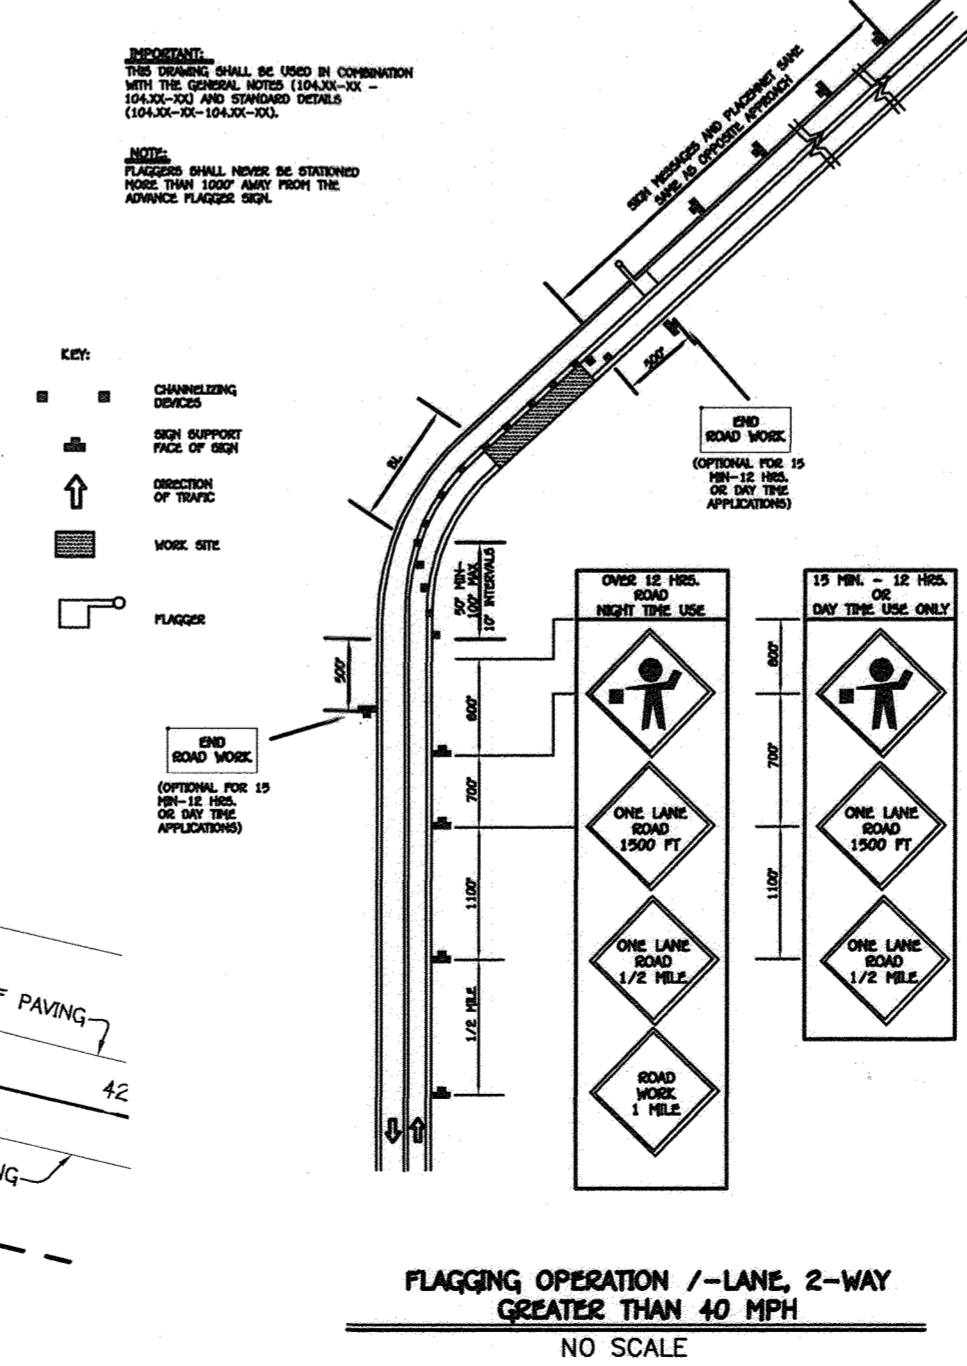 IMPORTANT:
THIS DRAWING SHALL BE USED IN COMBINATION
WITH THE GENERAL NOTES (104.XX-XX -
104.XX-XX) AND STANDARD DETAILS
(104.XX-XX-104.XX-XX).
NOTE:
FLAGGERS SHALL NEVER BE STATIONED
MORE THAN 1000' AWAY FROM THE
ADVANCE FLAGGER SIGN.
SIGN MESSAGES AND PLACEMNET SAME
SAME AS OPPOSITE APPROACH
KEY:
CHANNELIZING
DEVICES
SIGN SUPPORT
FACE OF SIGN
DIRECTION
OF TRAFIC
WORK SITE
FLAGGER
500'
END
ROAD WORK
(OPTIONAL FOR 15
MIN-12 HRS.
OR DAY TIME
APPLICATIONS)
8L
50' MIN-
100' MAX
10' INTERVALS
500'
END
ROAD WORK
(OPTIONAL FOR 15
MIN-12 HRS.
OR DAY TIME
APPLICATIONS)
600'
700'
1100'
1/2 MILE
OVER 12 HRS.
ROAD
NIGHT TIME USE
ONE LANE
ROAD
1500 FT
ONE LANE
ROAD
1/2 MILE
ROAD
WORK
1 MILE
600'
700'
1100'
15 MIN. - 12 HRS.
OR
DAY TIME USE ONLY
ONE LANE
ROAD
1500 FT
ONE LANE
ROAD
1/2 MILE
PAVING
42
FLAGGING OPERATION /-LANE, 2-WAY
GREATER THAN 40 MPH
NO SCALE